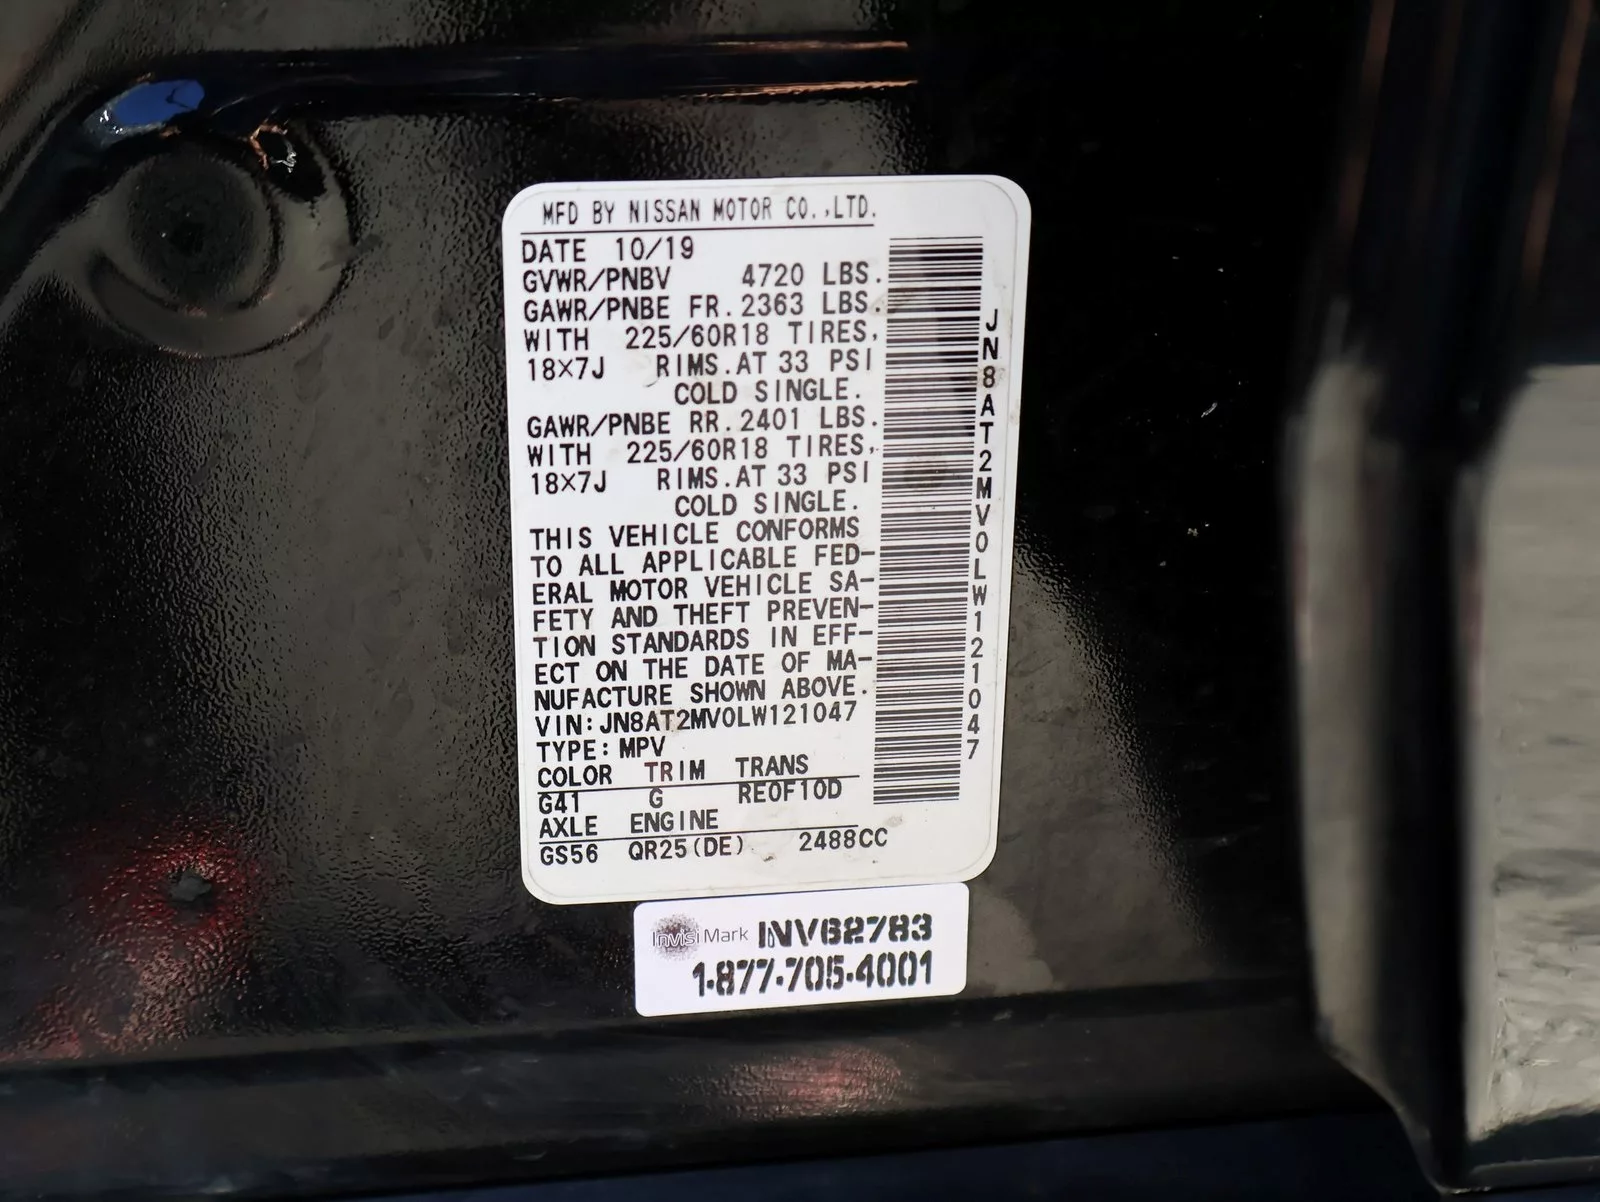 MFD BY NISSAN MOTOR CO.,LTD.
DATE 10/19
GVWR/PNBV 4720 LBS.
GAWR/PNBE FR.2363 LBS.
WITH 225/60R18 TIRES,
18×7J RIMS.AT 33 PSI
COLD SINGLE.
GAWR/PNBE RR.2401 LBS.
WITH 225/60R18 TIRES,
18×7J RIMS.AT 33 PSI
COLD SINGLE.
THIS VEHICLE CONFORMS
TO ALL APPLICABLE FED-
ERAL MOTOR VEHICLE SA-
FETY AND THEFT PREVEN-
TION STANDARDS IN EFF-
ECT ON THE DATE OF MA-
NUFACTURE SHOWN ABOVE.
VIN:JN8AT2MV0LW121047
TYPE:MPV
COLOR TRIM TRANS
G41 G RE0F10D
AXLE ENGINE
GS56 QR25(DE) 2488CC
JN8AT2MV0LW121047
InvisiMark INV62783
1-877-705-4001